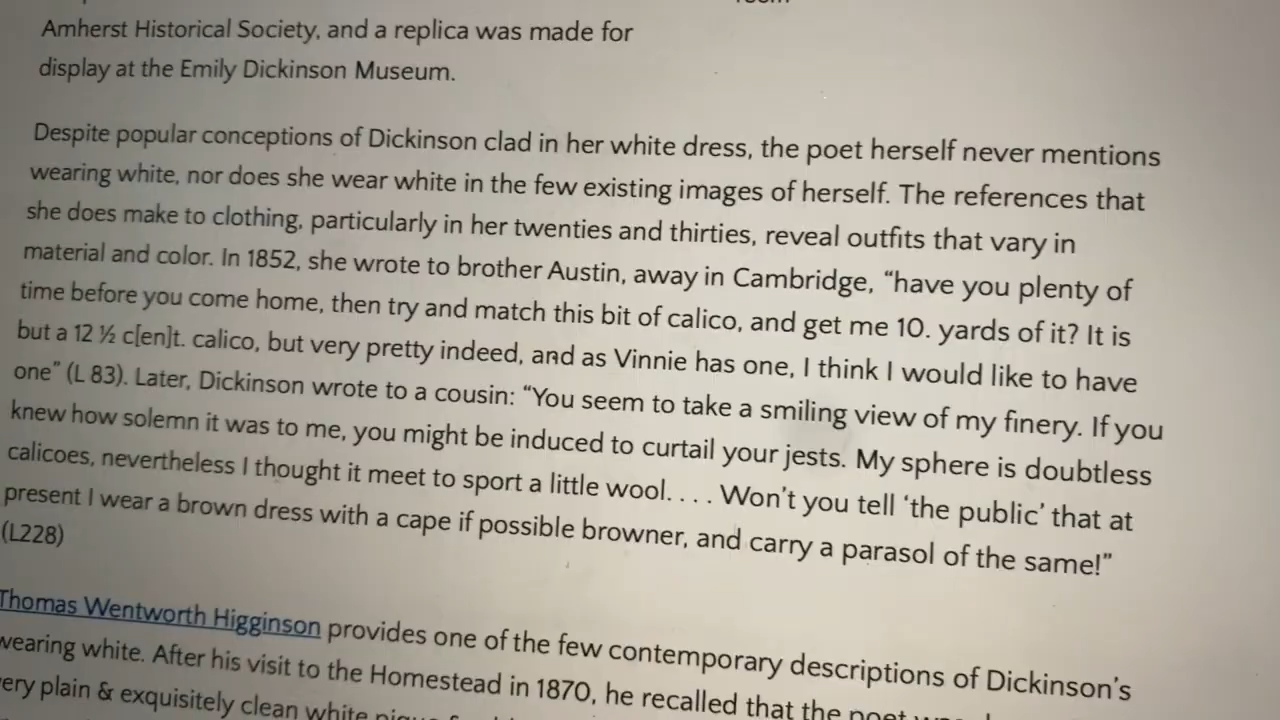 Amherst Historical Society, and a replica was made for
display at the Emily Dickinson Museum.
Despite popular conceptions of Dickinson clad in her white dress, the poet herself never mentions
wearing white, nor does she wear white in the few existing images of herself. The references that
she does make to clothing, particularly in her twenties and thirties, reveal outfits that vary in
material and color. In 1852, she wrote to brother Austin, away in Cambridge, “have you plenty of
time before you come home, then try and match this bit of calico, and get me 10. yards of it? It is
but a 12 ½ c[en]t. calico, but very pretty indeed, and as Vinnie has one, I think I would like to have
one” (L 83). Later, Dickinson wrote to a cousin: “You seem to take a smiling view of my finery. If you
knew how solemn it was to me, you might be induced to curtail your jests. My sphere is doubtless
calicoes, nevertheless I thought it meet to sport a little wool. . . . Won’t you tell ‘the public’ that at
present I wear a brown dress with a cape if possible browner, and carry a parasol of the same!”
(L228)
Thomas Wentworth Higginson provides one of the few contemporary descriptions of Dickinson’s
wearing white. After his visit to the Homestead in 1870, he recalled that the poet
plain & exquisitely clean white